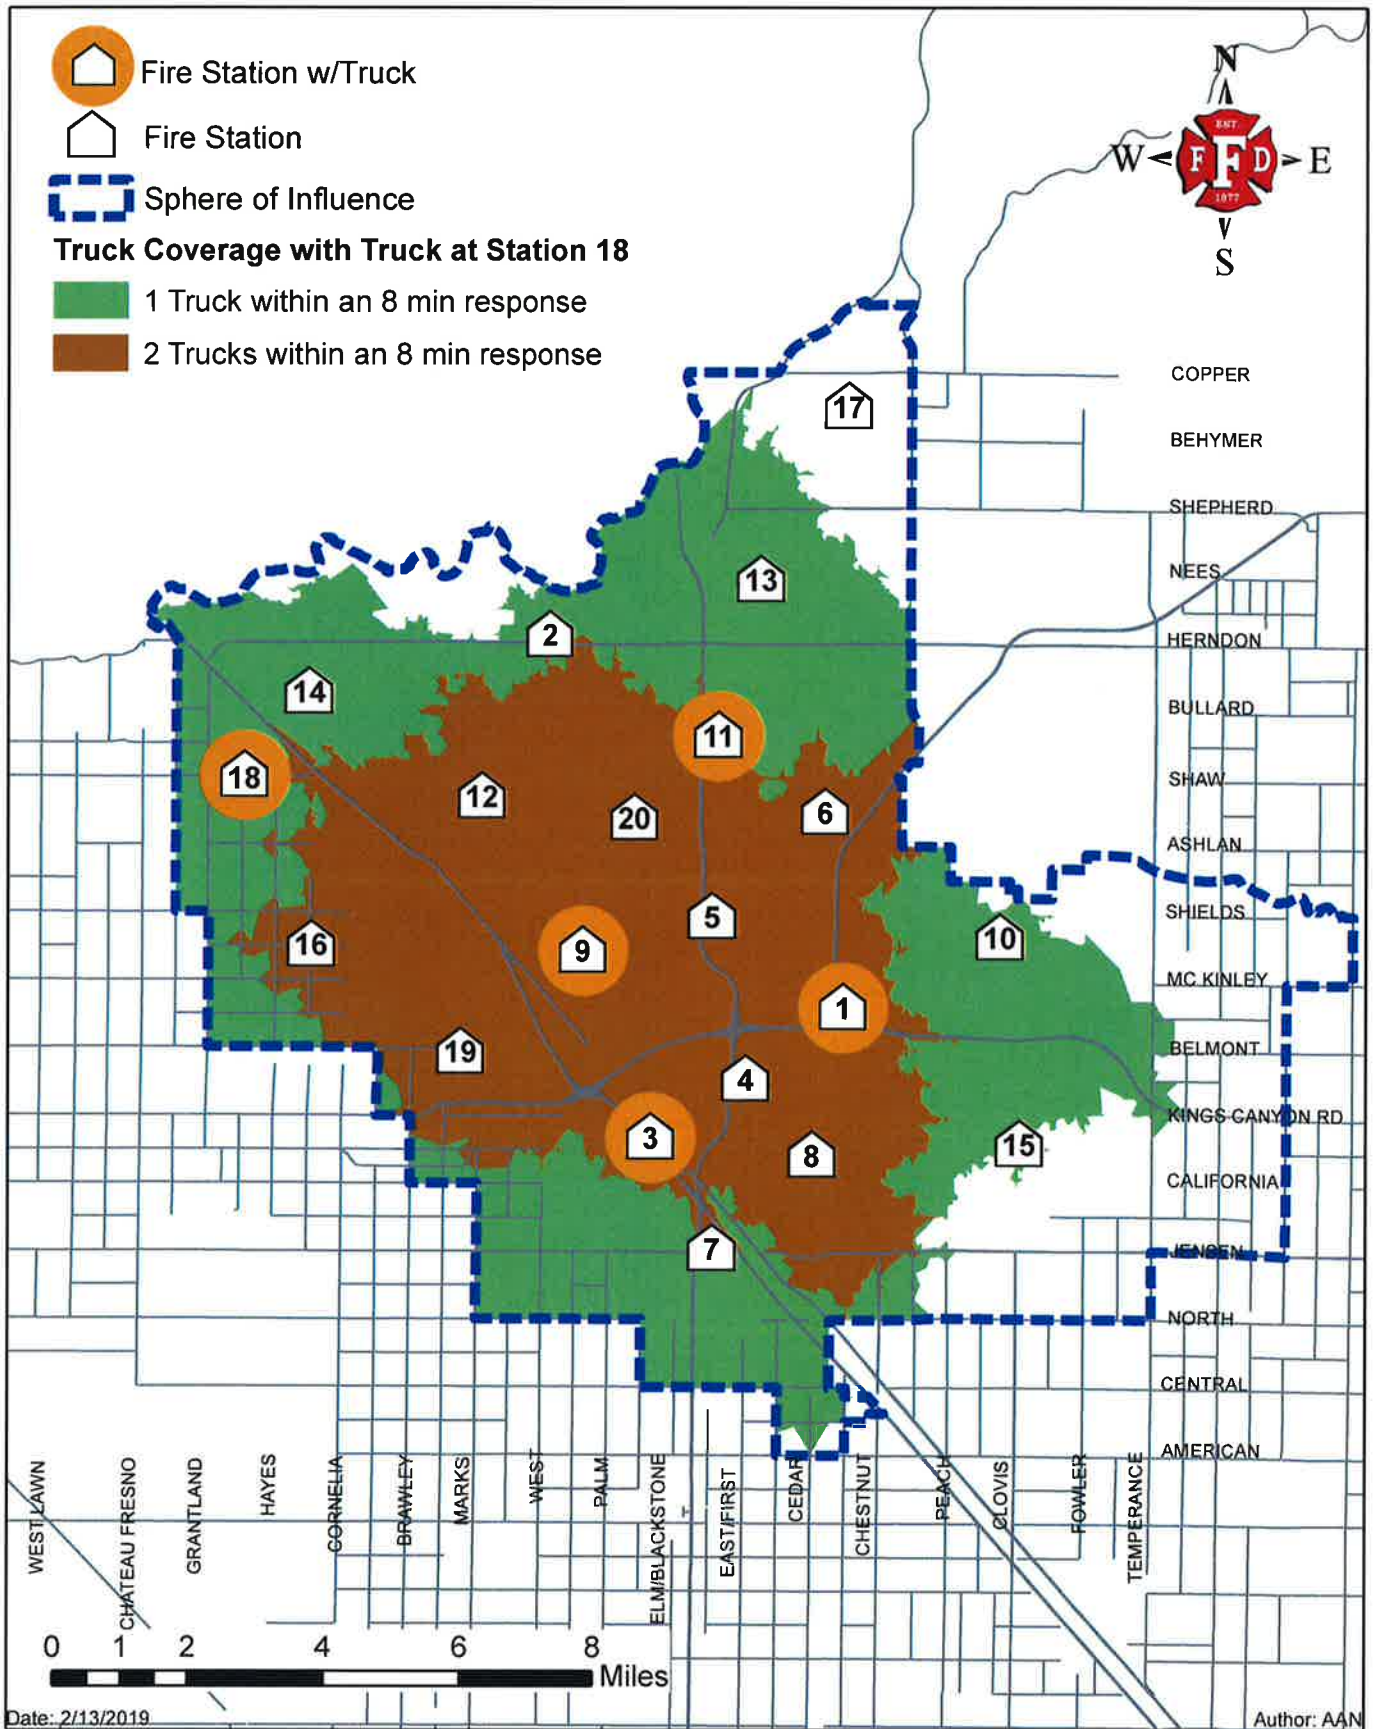 Fire Station w/Truck
Fire Station
Sphere of Influence
Truck Coverage with Truck at Station 18
1 Truck within an 8 min response
2 Trucks within an 8 min response
N
W
E
S
EST
F F D
1877
COPPER
17
BEHYMER
SHEPHERD
NEES
13
2
HERNDON
14
BULLARD
11
18
SHAW
12
6
20
ASHLAN
SHIELDS
5
10
16
9
MC KINLEY
1
BELMONT
19
4
KINGS CANYON RD
3
15
8
CALIFORNIA
7
JENSEN
NORTH
CENTRAL
AMERICAN
WESTLAWN
CHATEAU FRESNO
GRANTLAND
HAYES
CORNELIA
BRAWLEY
MARKS
WEST
PALM
ELM/BLACKSTONE
EAST/FIRST
CEDAR
CHESTNUT
PEACH
CLOVIS
FOWLER
TEMPERANCE
0 1 2 4 6 8
Miles
Date: 2/13/2019
Author: AAN